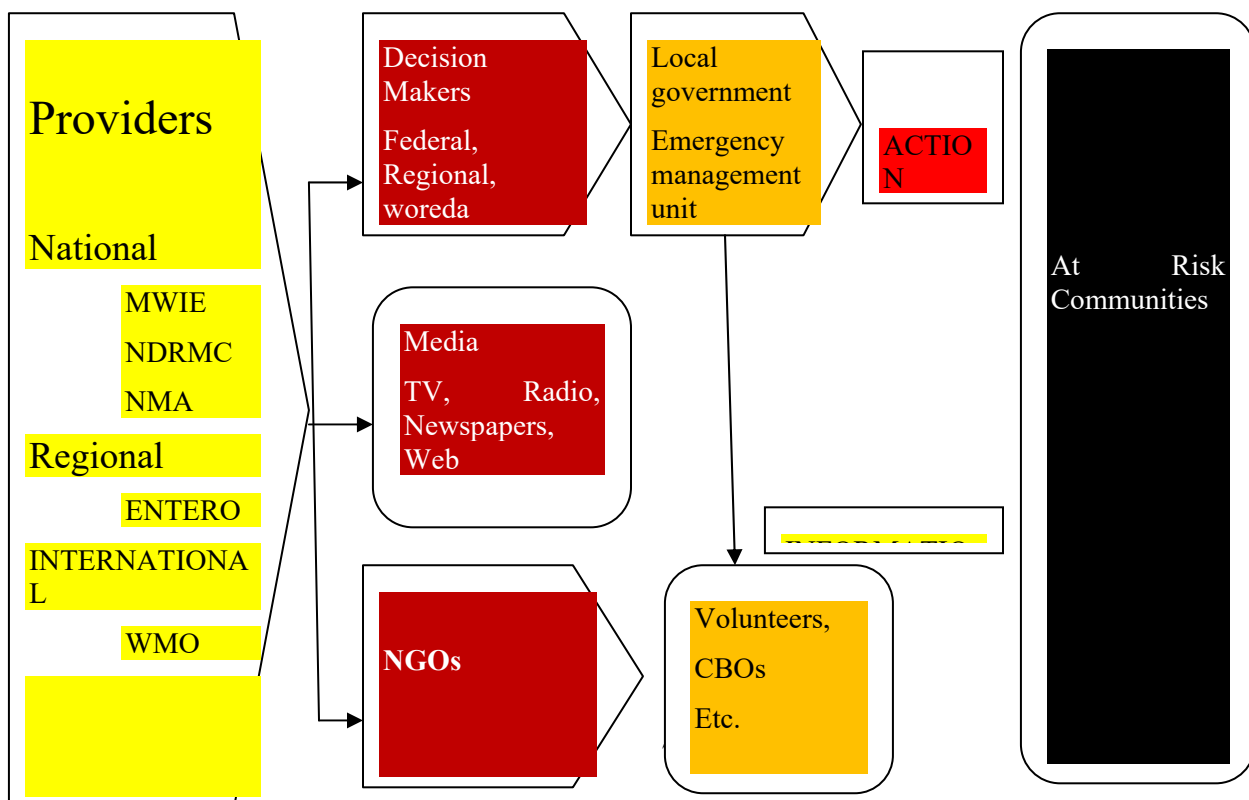 Providers
National
MWIE
NDRMC
NMA
Regional
ENTERO
INTERNATIONA
L
WMO
Decision
Makers
Federal,
Regional,
woreda
Local
government
Emergency
management
unit
ACTIO
N
Media
TV, Radio,
Newspapers,
Web
NGOs
Volunteers,
CBOs
Etc.
At Risk
Communities